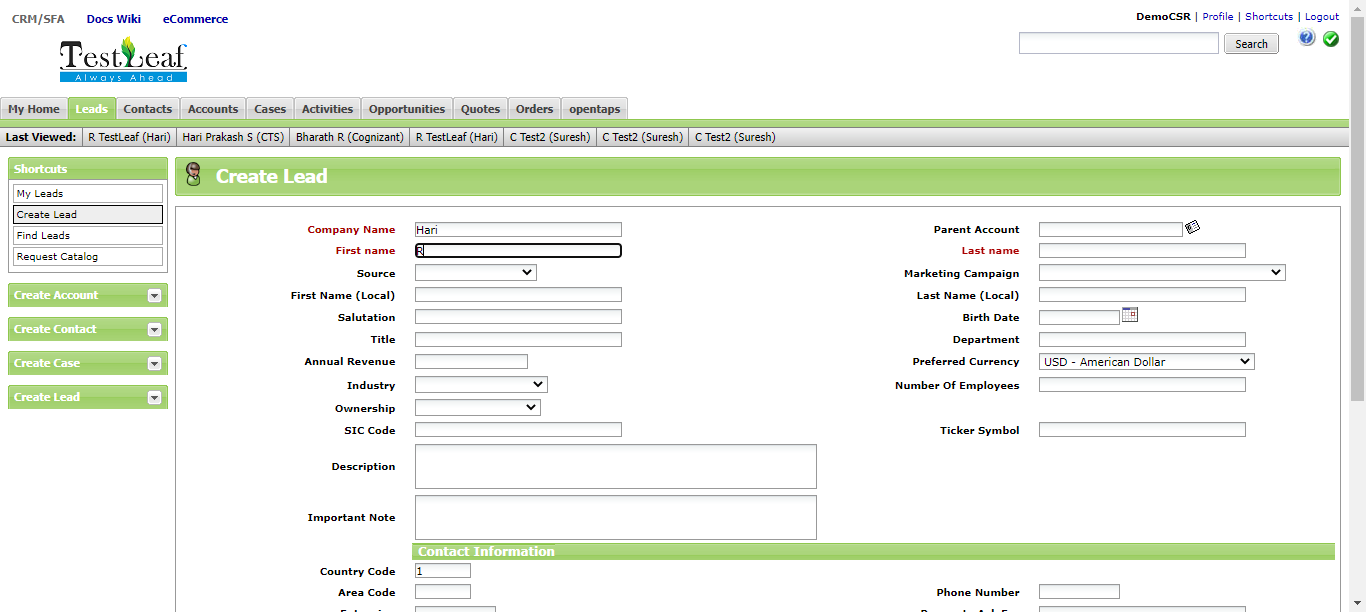 CRM/SFA Docs Wiki eCommerce
DemoCSR | Profile | Shortcuts | Logout
TestLeaf
Always Ahead
Search
My Home Leads Contacts Accounts Cases Activities Opportunities Quotes Orders opentaps
Last Viewed: R TestLeaf (Hari) Hari Prakash S (CTS) Bharath R (Cognizant) R TestLeaf (Hari) C Test2 (Suresh) C Test2 (Suresh) C Test2 (Suresh)
Shortcuts
My Leads
Create Lead
Find Leads
Request Catalog
Create Account
Create Contact
Create Case
Create Lead
Create Lead
Company Name Hari Parent Account
First name R Last name
Source Marketing Campaign
First Name (Local) Last Name (Local)
Salutation Birth Date
Title Department
Annual Revenue Preferred Currency USD - American Dollar
Industry Number Of Employees
Ownership
SIC Code Ticker Symbol
Description
Important Note
Contact Information
Country Code 1
Area Code Phone Number